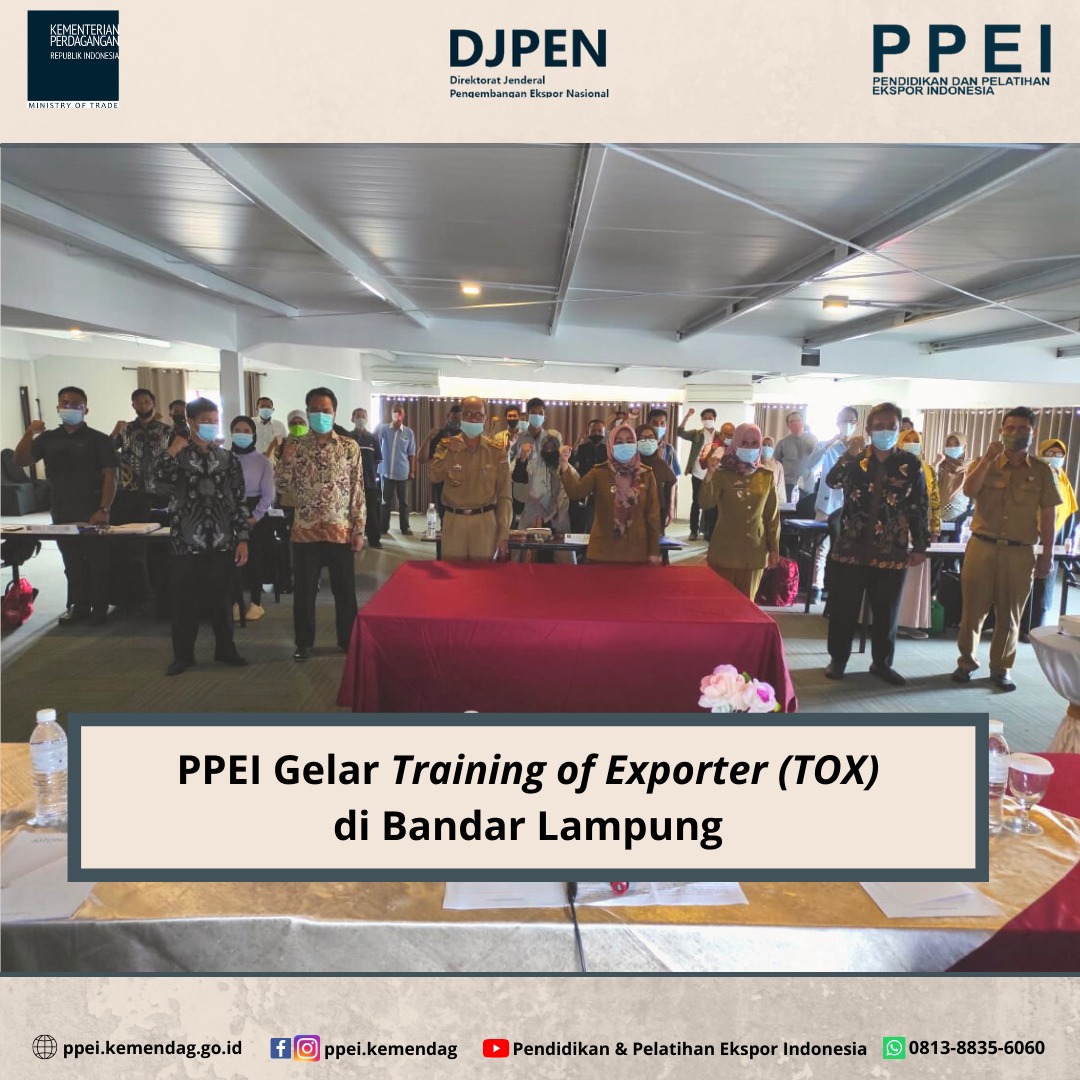 KEMENTERIAN
PERDAGANGAN
REPUBLIK INDONESIA
MINISTRY OF TRADE
DJPEN
Direktorat Jenderal
Pengembangan Ekspor Nasional
PPEI
PENDIDIKAN DAN PELATIHAN
EKSPOR INDONESIA
PPEI Gelar Training of Exporter (TOX)
di Bandar Lampung
ppei.kemendag.go.id
ppei.kemendag
Pendidikan & Pelatihan Ekspor Indonesia
0813-8835-6060